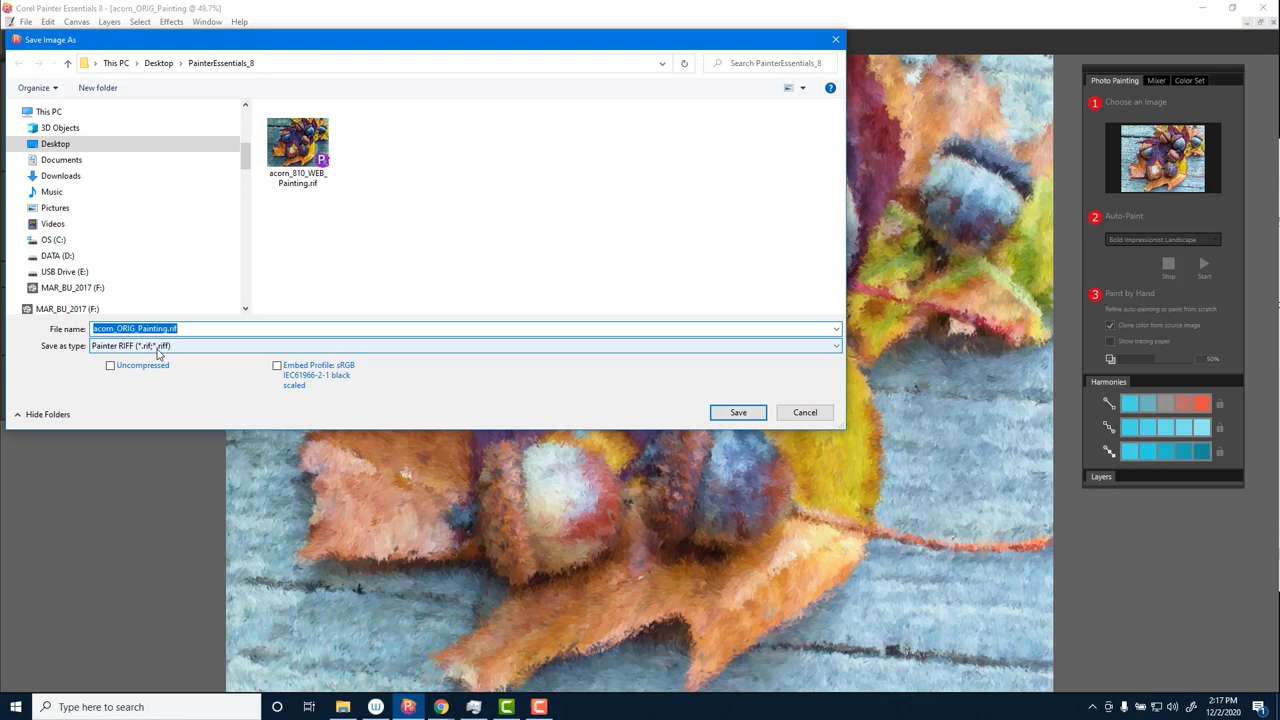 Corel Painter Essentials 8 - [acorn_ORIG_Painting @ 49.7%]
File Edit Canvas Layers Select Effects Window Help
Save Image As
This PC Desktop PainterEssentials_8
Search PainterEssentials_8
Organize New folder
This PC
3D Objects
Desktop
Documents
Downloads
Music
Pictures
Videos
OS (C:)
DATA (D:)
USB Drive (E:)
MAR_BU_2017 (F:)
MAR_BU_2017 (F:)
acorn_810_WEB_
Painting.rif
File name: acorn_ORIG_Painting.rif
Save as type: Painter RIFF (*.rif;*.riff)
Uncompressed
Embed Profile: sRGB
IEC61966-2-1 black
scaled
Hide Folders
Save Cancel
Photo Painting Mixer Color Set
1 Choose an Image
2 Auto-Paint
Bold Impressionist Landscape
Stop Start
3 Paint by Hand
Refine auto-painting or paint from scratch
Clone color from source image
Show tracing paper
50%
Harmonies
Layers
Type here to search
2:17 PM
12/2/2020